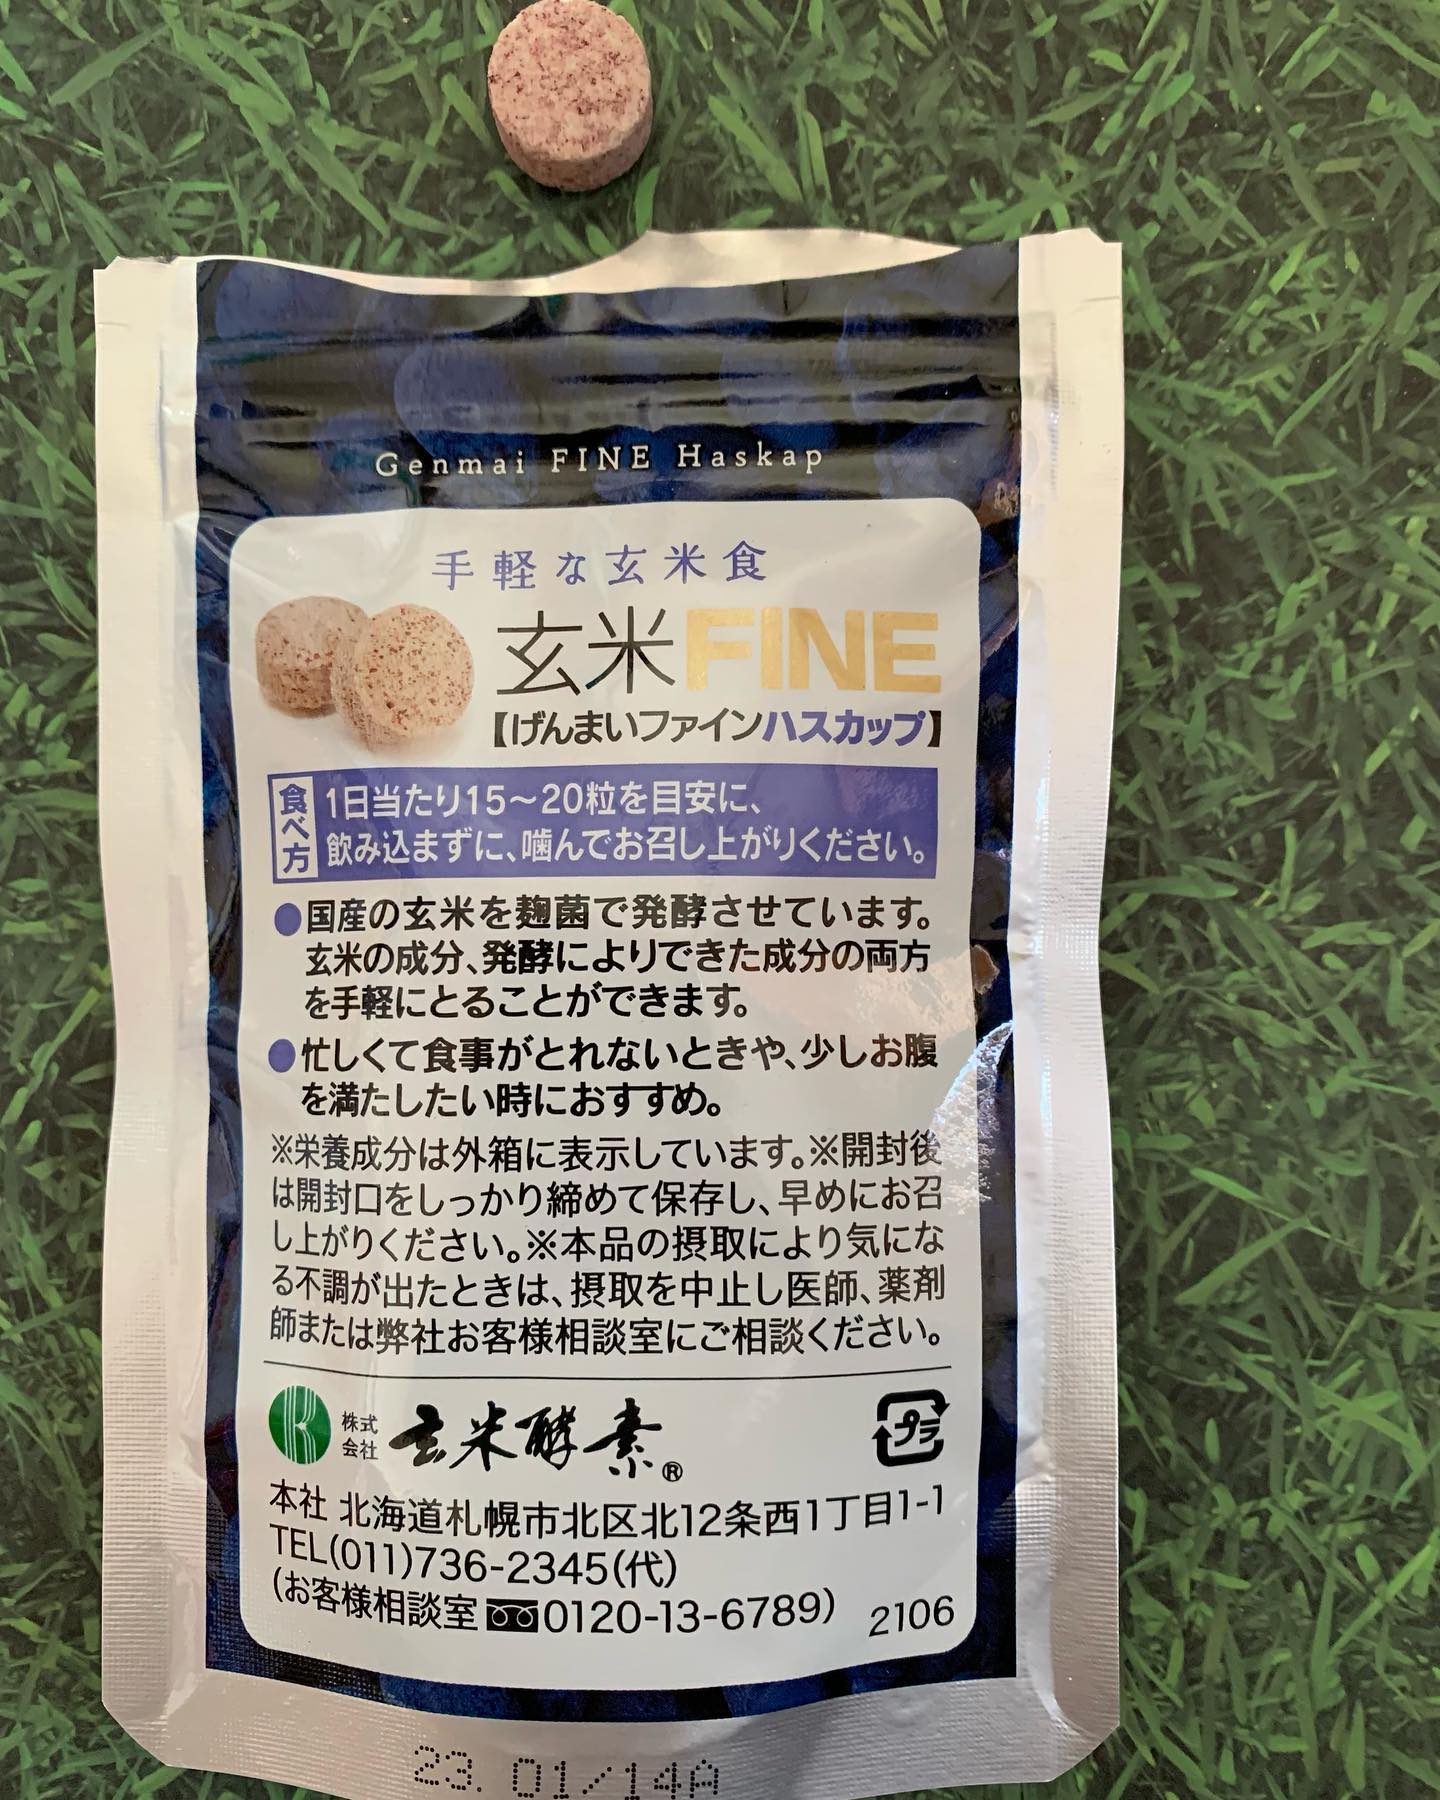 Genmai FINE Haskap
手軽な玄米食
玄米FINE
【げんまいファインハスカップ】
食べ方
1日当たり15～20粒を目安に、
飲み込まずに、噛んでお召し上がりください。
●国産の玄米を麹菌で発酵させています。
玄米の成分、発酵によりできた成分の両方
を手軽にとることができます。
●忙しくて食事がとれないときや、少しお腹
を満たしたい時におすすめ。
※栄養成分は外箱に表示しています。※開封後
は開封口をしっかり締めて保存し、早めにお召
し上がりください。※本品の摂取により気にな
る不調が出たときは、摂取を中止し医師、薬剤
師または弊社お客様相談室にご相談ください。
株式会社 玄米酵素®
プラ
本社 北海道札幌市北区北12条西1丁目1-1
TEL(011)736-2345(代)
(お客様相談室 0120-13-6789)
2106
23. 01/14A